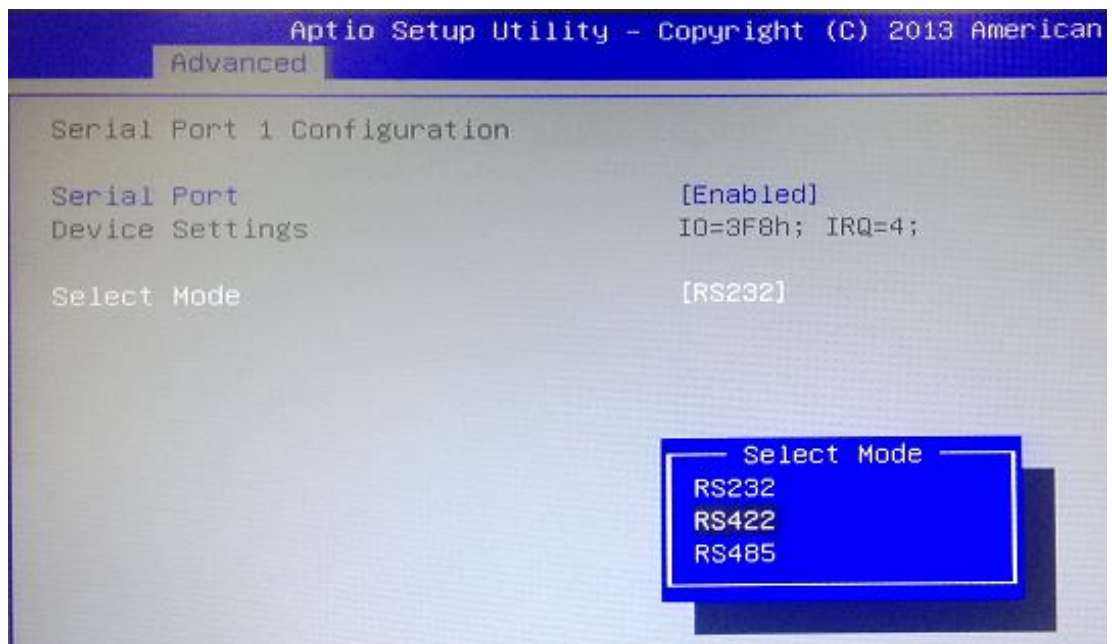 Aptio Setup Utility – Copyright (C) 2013 American
Advanced
Serial Port 1 Configuration
Serial Port [Enabled]
Device Settings IO=3F8h; IRQ=4;
Select Mode [RS232]
Select Mode
RS232
RS422
RS485